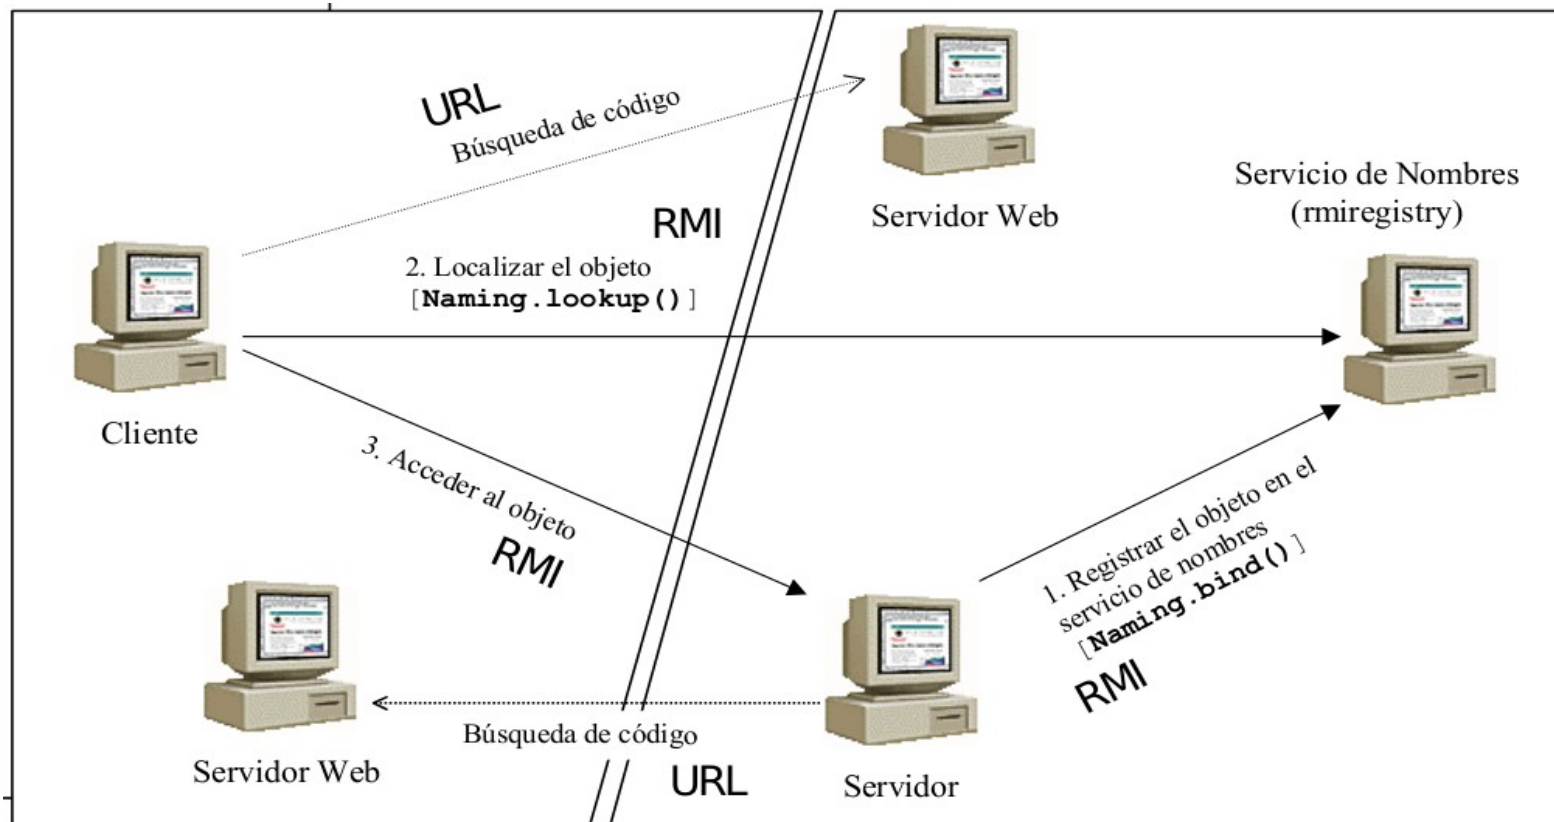 URL
Búsqueda de código
Servidor Web
Servicio de Nombres
(rmiregistry)
RMI
2. Localizar el objeto
[Naming.lookup()]
Cliente
3. Acceder al objeto
RMI
1. Registrar el objeto en el
servicio de nombres
[Naming.bind()]
RMI
Servidor Web
Búsqueda de código
URL
Servidor